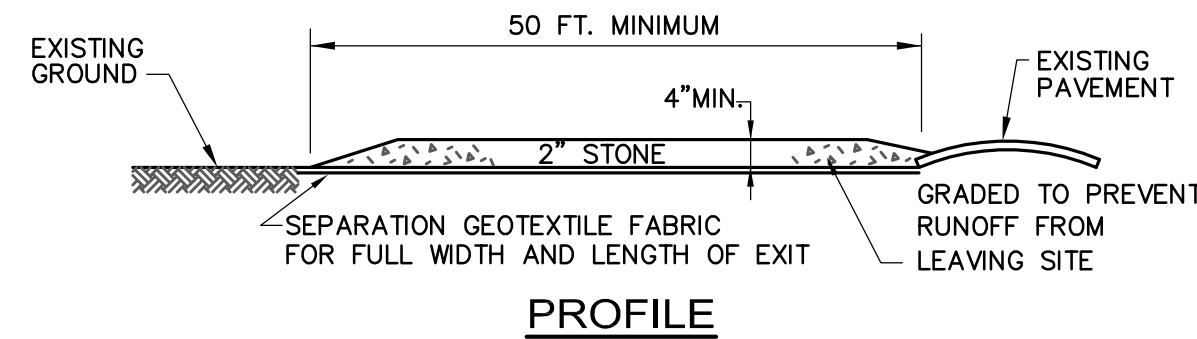 50 FT. MINIMUM
EXISTING
GROUND
EXISTING
PAVEMENT
4"MIN.
2" STONE
SEPARATION GEOTEXTILE FABRIC
FOR FULL WIDTH AND LENGTH OF EXIT
GRADED TO PREVENT
RUNOFF FROM
LEAVING SITE
PROFILE